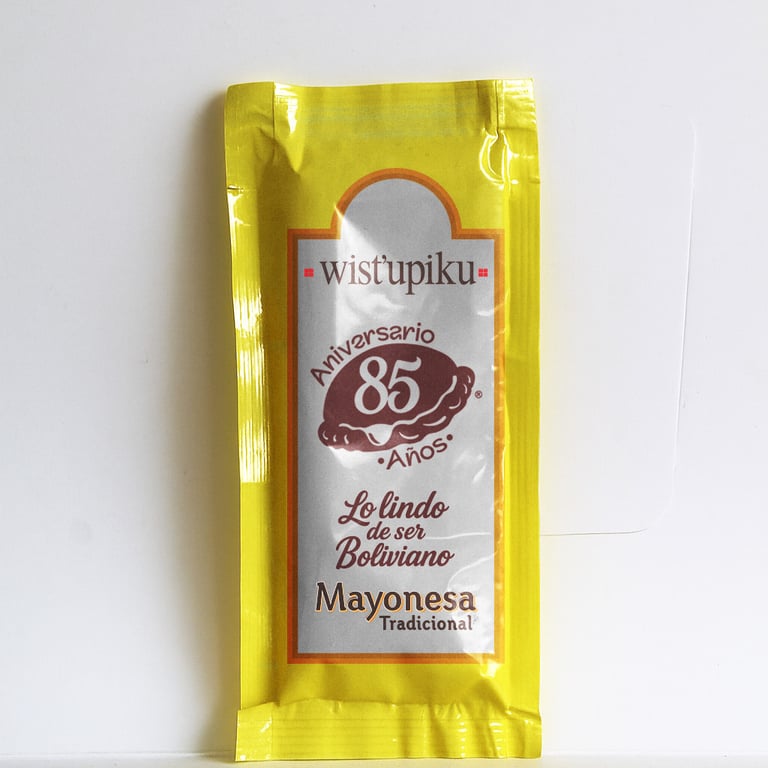 wist'upiku
Aniversario
85
®
•Años•
Lo lindo
de ser
Boliviano
Mayonesa
Tradicional